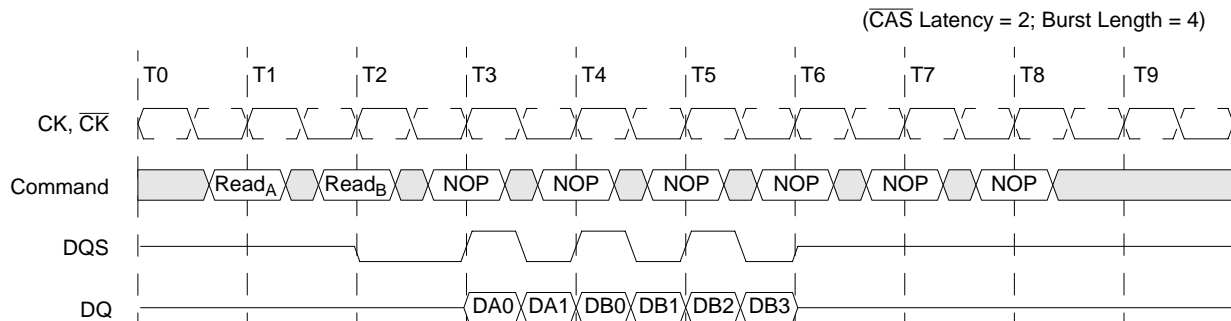 (CAS Latency = 2; Burst Length = 4)
T0 T1 T2 T3 T4 T5 T6 T7 T8 T9
CK, CK
Command ReadA ReadB NOP NOP NOP NOP NOP NOP
DQS
DQ DA0 DA1 DB0 DB1 DB2 DB3